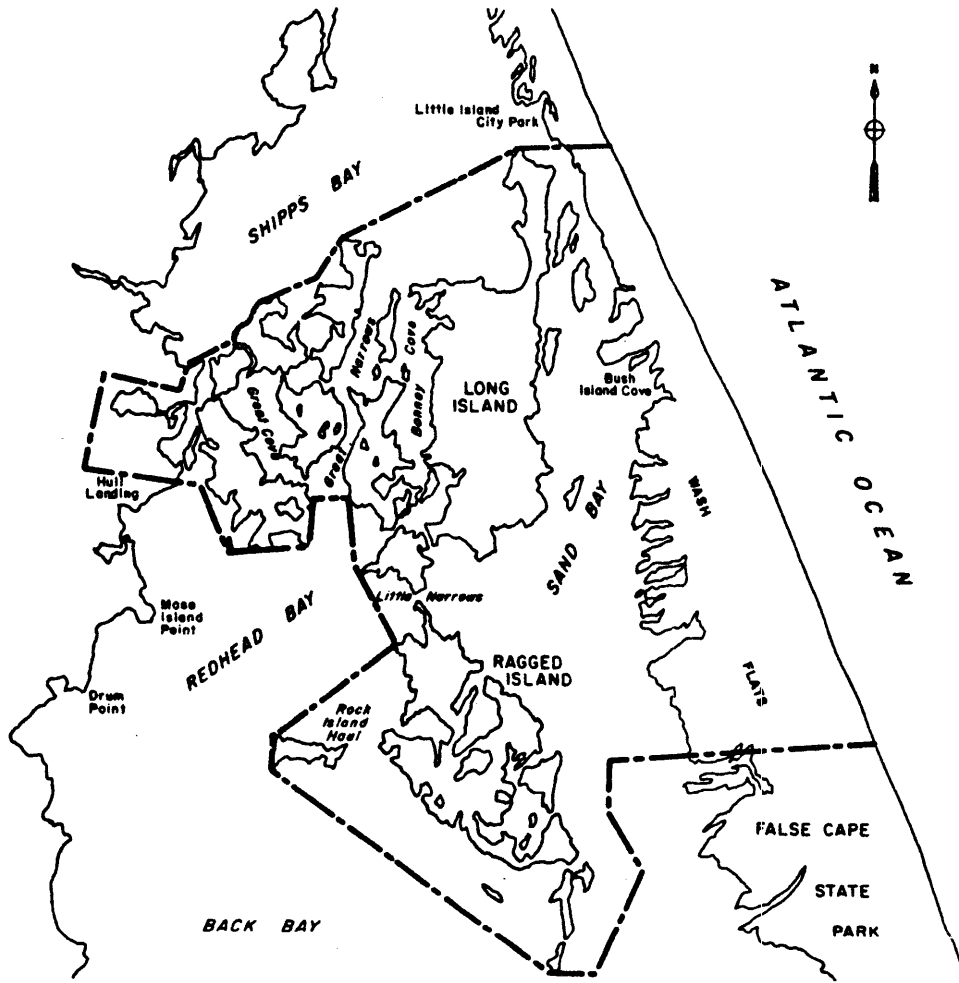 N
Little Island
City Park
SHIPPS BAY
ATLANTIC OCEAN
Narrows
Cove
Bonney
Great
LONG
ISLAND
Bush
Island Cove
Great Cove
Hull
Landing
WASH
SAND BAY
Little Narrows
Mase
Island
Point
REDHEAD BAY
RAGGED
ISLAND
FLATS
Drum
Point
Rock
Island
Haul
FALSE CAPE
STATE
PARK
BACK BAY